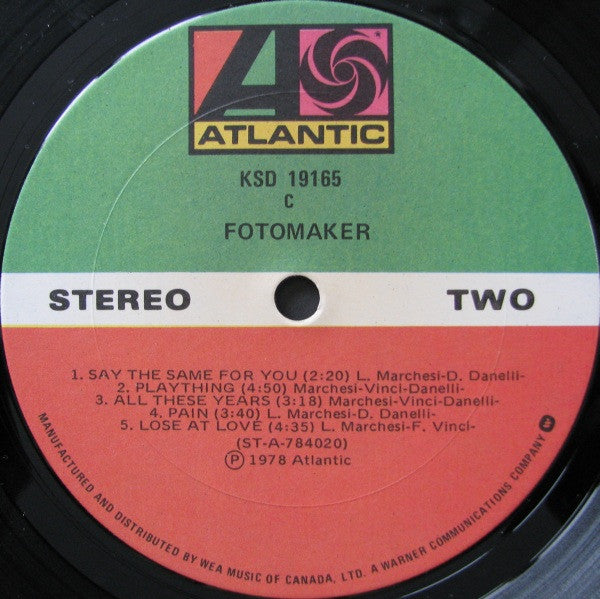 ATLANTIC
KSD 19165
C
FOTOMAKER
STEREO TWO
1. SAY THE SAME FOR YOU (2:20) L. Marchesi-D. Danelli-
2. PLAYTHING (4:50) Marchesi-Vinci-Danelli-
3. ALL THESE YEARS (3:18) Marchesi-Vinci-Danelli-
4. PAIN (3:40) L. Marchesi-D. Danelli-
5. LOSE AT LOVE (4:35) L. Marchesi-F. Vinci-
(ST-A-784020)
Ⓟ 1978 Atlantic
MANUFACTURED AND DISTRIBUTED BY WEA MUSIC OF CANADA, LTD. A WARNER COMMUNICATIONS COMPANY